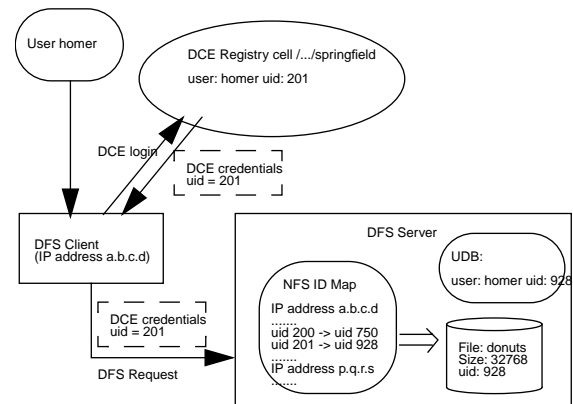 User homer
DCE Registry cell /.../springfield
user: homer uid: 201
DCE login
DCE credentials
uid = 201
DFS Client
(IP address a.b.c.d)
DCE credentials
uid = 201
DFS Request
DFS Server
NFS ID Map
IP address a.b.c.d
.......
uid 200 -> uid 750
uid 201 -> uid 928
.......
IP address p.q.r.s
.......
UDB:
user: homer uid: 928
File: donuts
Size: 32768
uid: 928